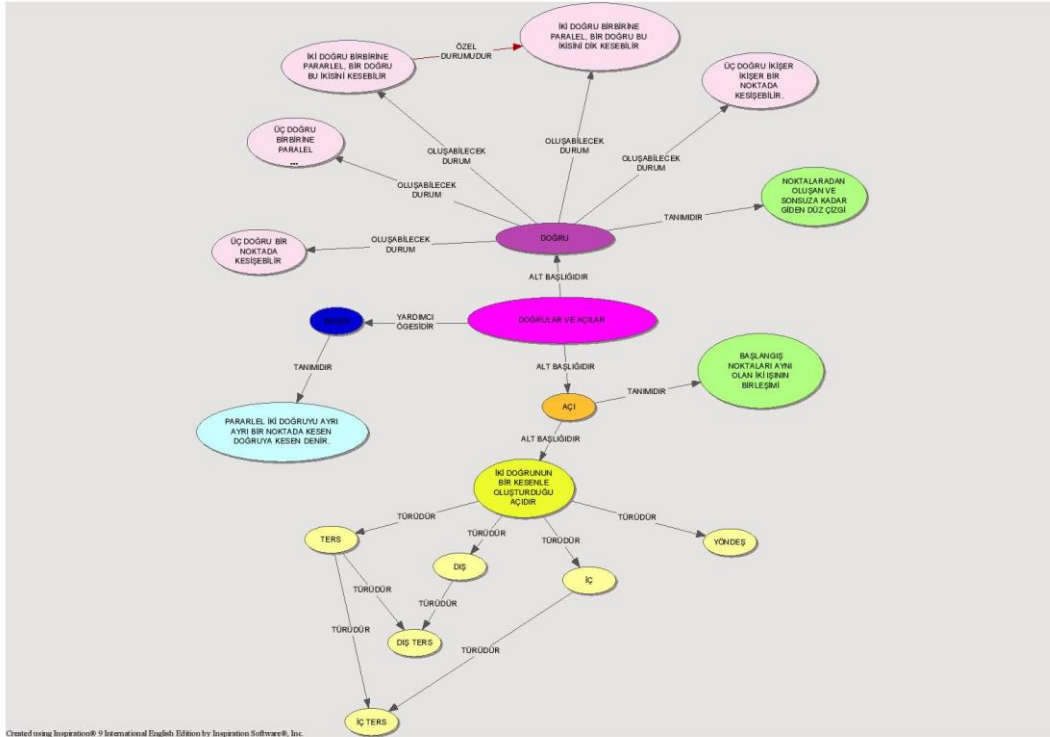 İKİ DOĞRU BİRBİRİNE
PARALEL, BİR DOĞRU BU
İKİSİNİ DİK KESEBİLİR
ÖZEL
DURUMUDUR
İKİ DOĞRU BİRBİRİNE
PARARLEL, BİR DOĞRU
BU İKİSİNİ KESEBİLİR
ÜÇ DOĞRU İKİŞER
İKİŞER BİR
NOKTADA
KESİŞEBİLİR.
ÜÇ DOĞRU
BİRBİRİNE
PARALEL
...
OLUŞABİLECEK
DURUM
OLUŞABİLECEK
DURUM
OLUŞABİLECEK
DURUM
OLUŞABİLECEK
DURUM
NOKTALARADAN
OLUŞAN VE
SONSUZA KADAR
GİDEN DÜZ ÇİZGİ
TANIMIDIR
DOĞRU
OLUŞABİLECEK
DURUM
ÜÇ DOĞRU BİR
NOKTADA
KESİŞEBİLİR
ALT BAŞLIĞIDIR
DOĞRULAR VE AÇILAR
YARDIMCI
ÖGESİDİR
TANIMIDIR
ALT BAŞLIĞIDIR
BAŞLANGIŞ
NOKTALARI AYNI
OLAN İKİ IŞININ
BİRLEŞİMİ
TANIMIDIR
AÇI
PARARLEL İKİ DOĞRUYU AYRI
AYRI BİR NOKTADA KESEN
DOĞRUYA KESEN DENİR.
ALT BAŞLIĞIDIR
İKİ DOĞRUNUN
BİR KESENLE
OLUŞTURDUĞU
AÇIDIR
TÜRÜDÜR
TÜRÜDÜR
TÜRÜDÜR
TÜRÜDÜR
TERS
DIŞ
İÇ
YÖNDEŞ
TÜRÜDÜR
TÜRÜDÜR
TÜRÜDÜR
DIŞ TERS
TÜRÜDÜR
İÇ TERS
Created using Inspiration® 9 International English Edition by Inspiration Software®, Inc.